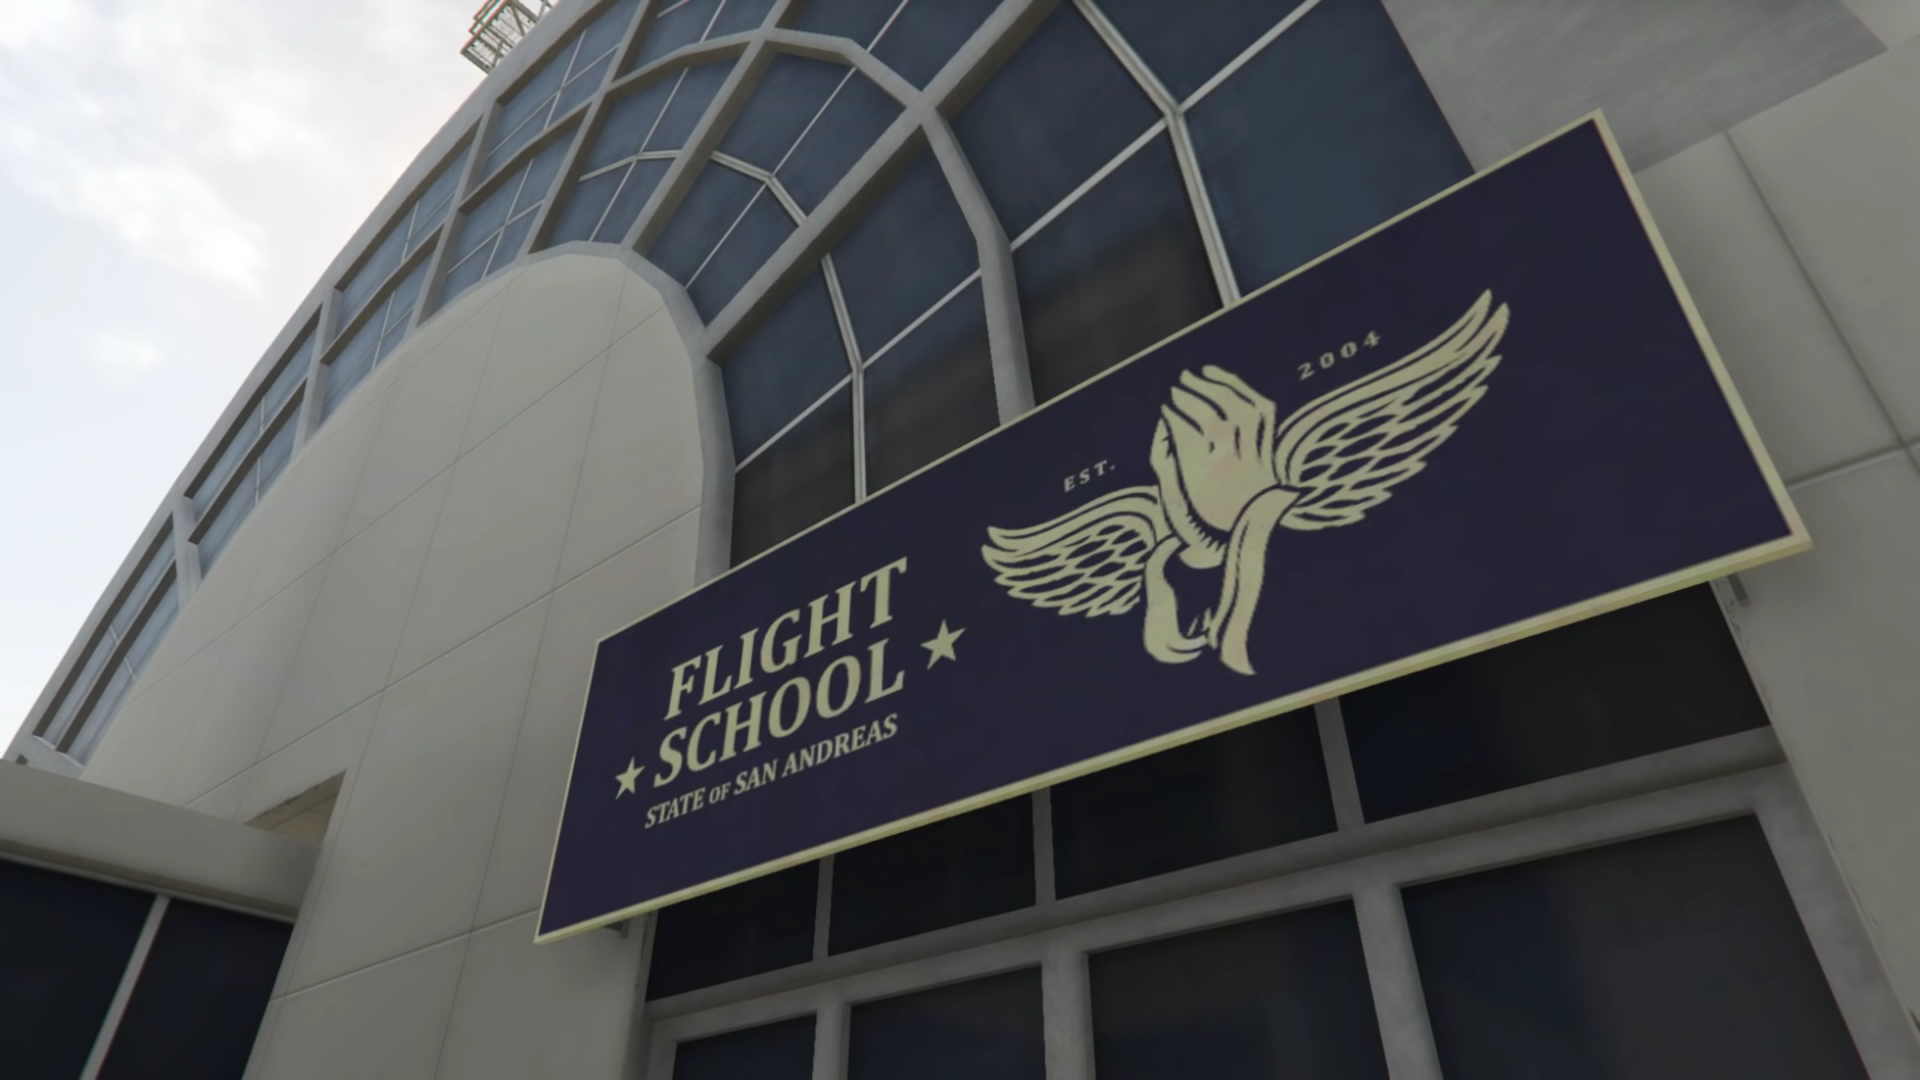 FLIGHT
SCHOOL
STATE OF SAN ANDREAS
EST.
2004